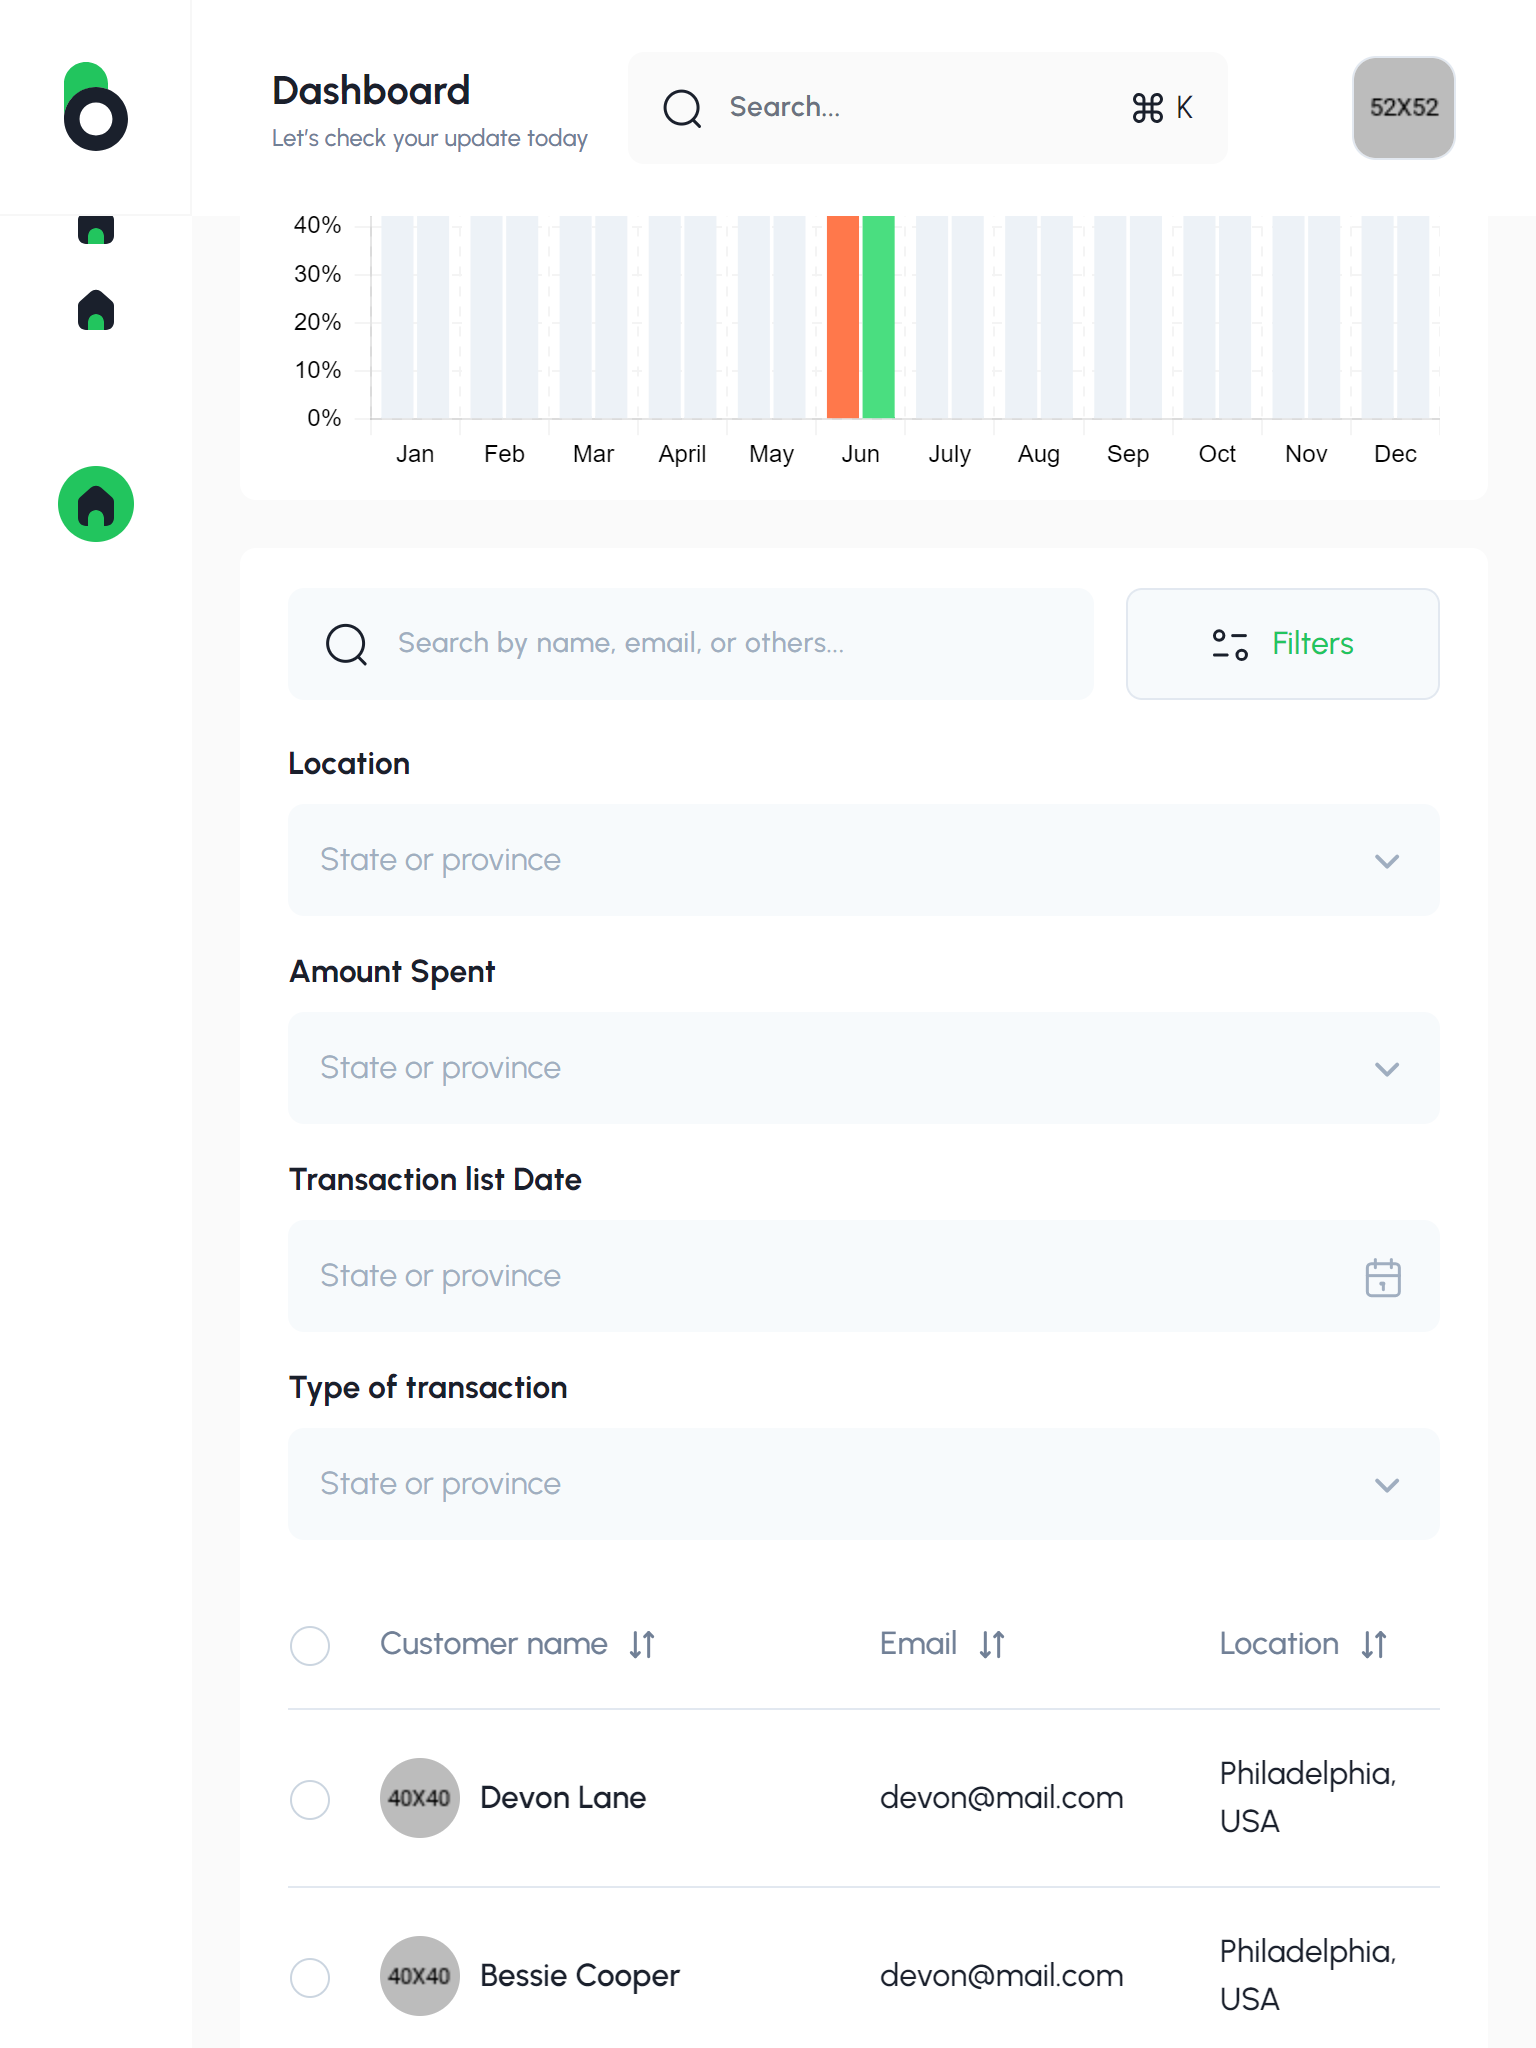 Dashboard
Let's check your update today
Search...
⌘ K
52X52
40%
30%
20%
10%
0%
Jan Feb Mar April May Jun July Aug Sep Oct Nov Dec
Search by name, email, or others...
Filters
Location
State or province
Amount Spent
State or province
Transaction list Date
State or province
Type of transaction
State or province
Customer name Email Location
40X40 Devon Lane devon@mail.com Philadelphia,
USA
40X40 Bessie Cooper devon@mail.com Philadelphia,
USA